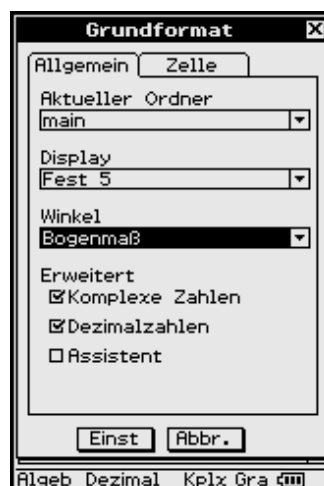 Grundformat
Allgemein Zelle
Aktueller Ordner
main
Display
Fest 5
Winkel
Bogenmaß
Erweitert
Komplexe Zahlen
Dezimalzahlen
Assistent
Einst Abbr.
Algeb Dezimal Kplx Gra